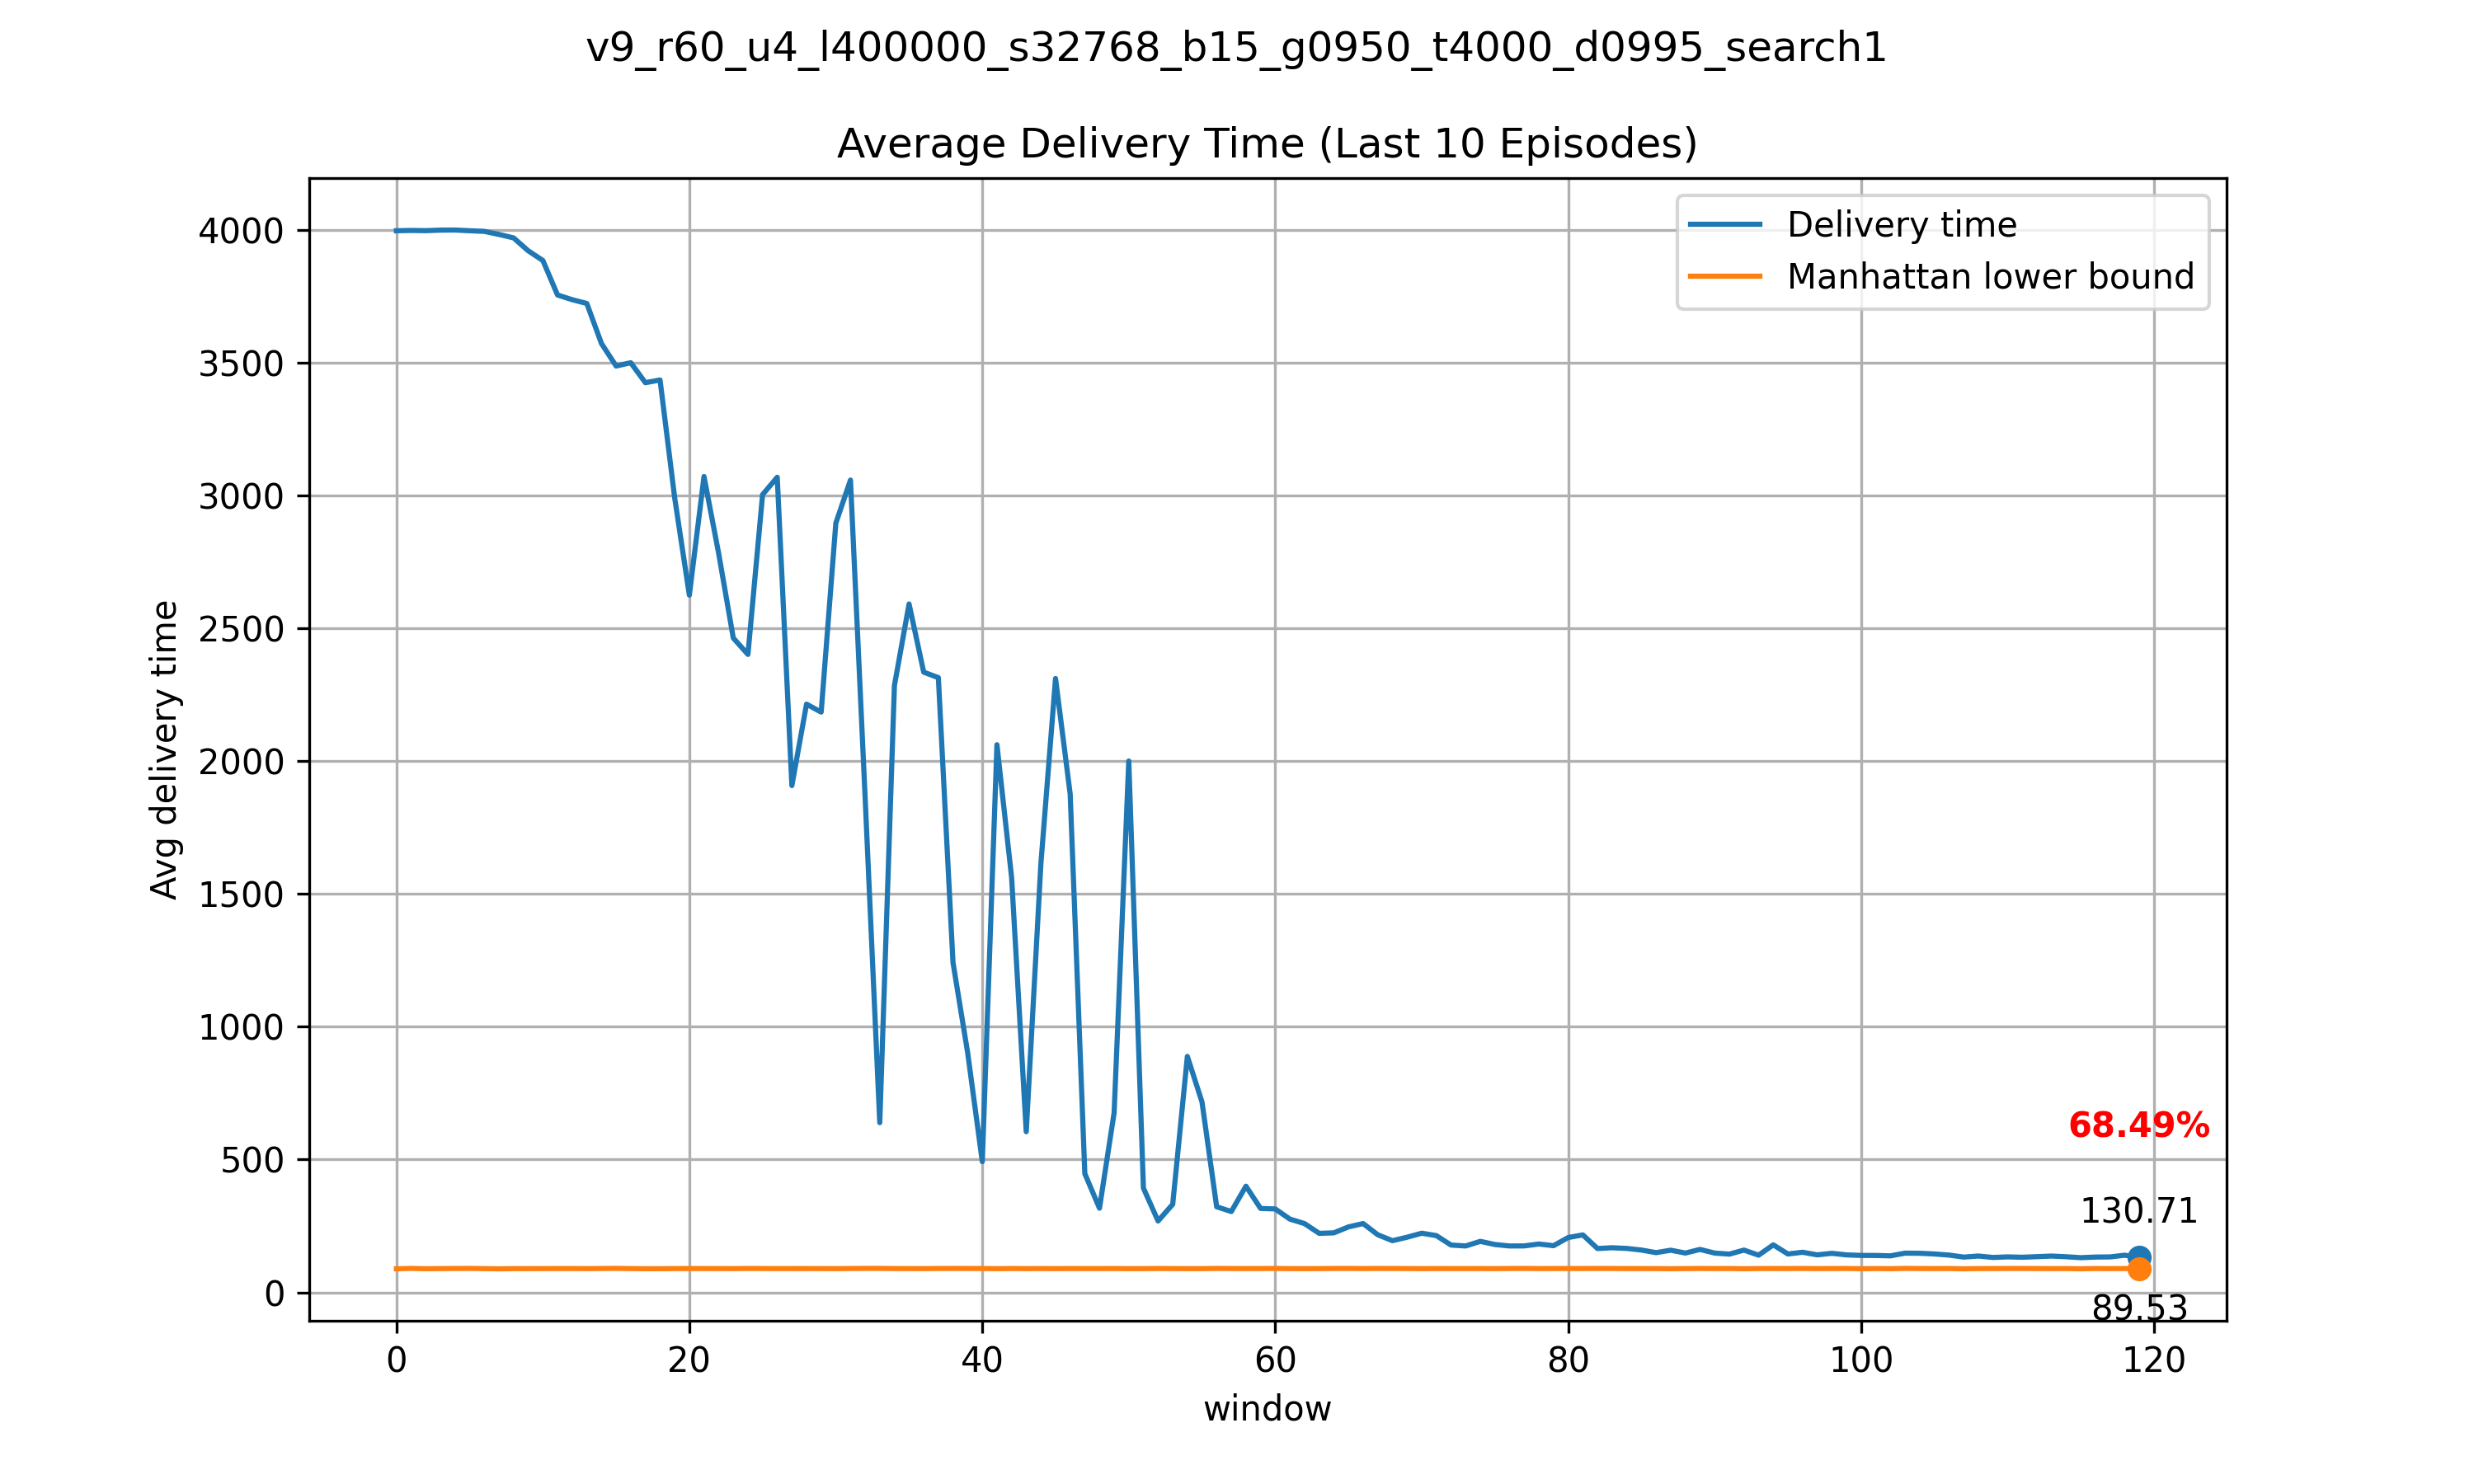 v9_r60_u4_l400000_s32768_b15_g0950_t4000_d0995_search1
Average Delivery Time (Last 10 Episodes)
Delivery time
Manhattan lower bound
4000
3500
3000
2500
2000
1500
1000
500
0
Avg delivery time
68.49%
130.71
89.53
0 20 40 60 80 100 120
window